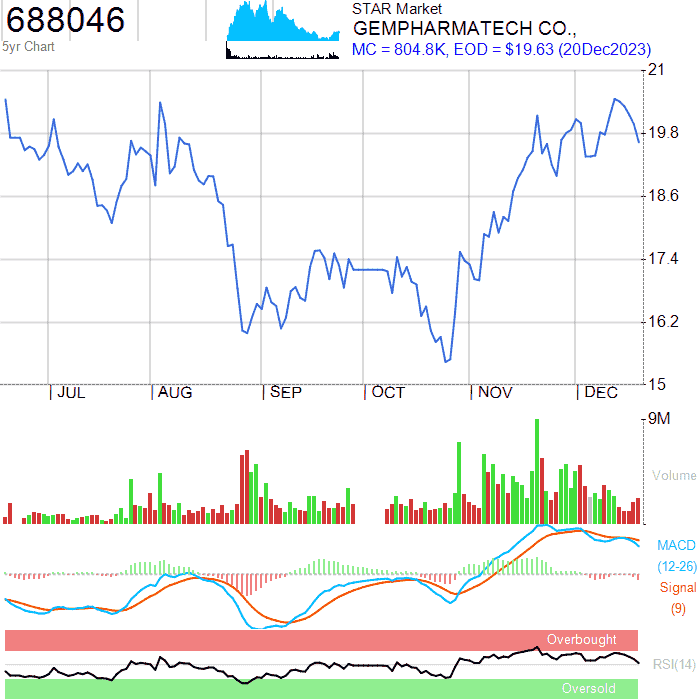 688046
5yr Chart
STAR Market
GEMPHARMATECH CO.,
MC = 804.8K, EOD = $19.63 (20Dec2023)
21
19.8
18.6
17.4
16.2
15
JUL AUG SEP OCT NOV DEC
9M
Volume
MACD
(12-26)
Signal
(9)
Overbought
RSI(14)
Oversold